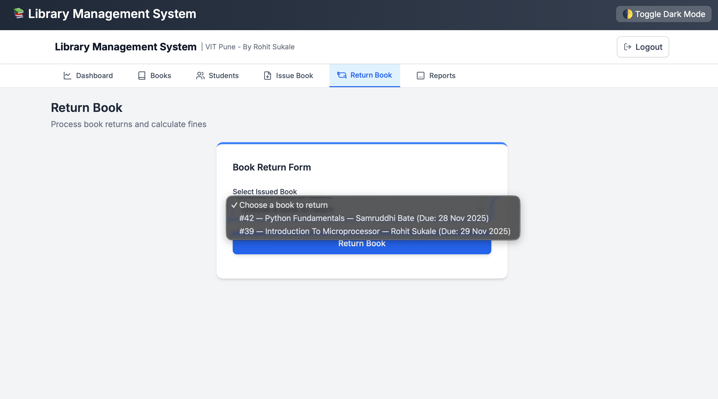 📚 Library Management System
🌓 Toggle Dark Mode
Library Management System | VIT Pune - By Rohit Sukale
Logout
Dashboard
Books
Students
Issue Book
Return Book
Reports
Return Book
Process book returns and calculate fines
Book Return Form
Select Issued Book
✓ Choose a book to return
#42 — Python Fundamentals — Samruddhi Bate (Due: 28 Nov 2025)
#39 — Introduction To Microprocessor — Rohit Sukale (Due: 29 Nov 2025)
Return Book